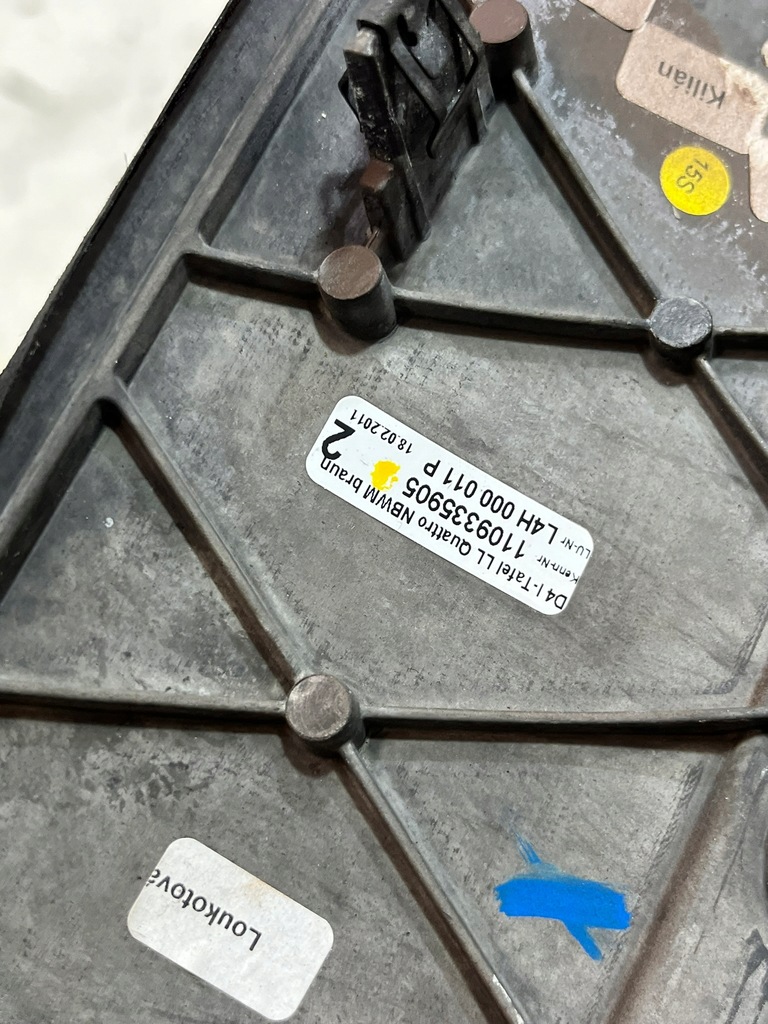 Kilián
15S
D4 I-Tafel LL Quattro NBWM braun
Kenn-Nr 1109335905 2
LU-Nr L4H 000 011 P 18.02.2011
Loukotová